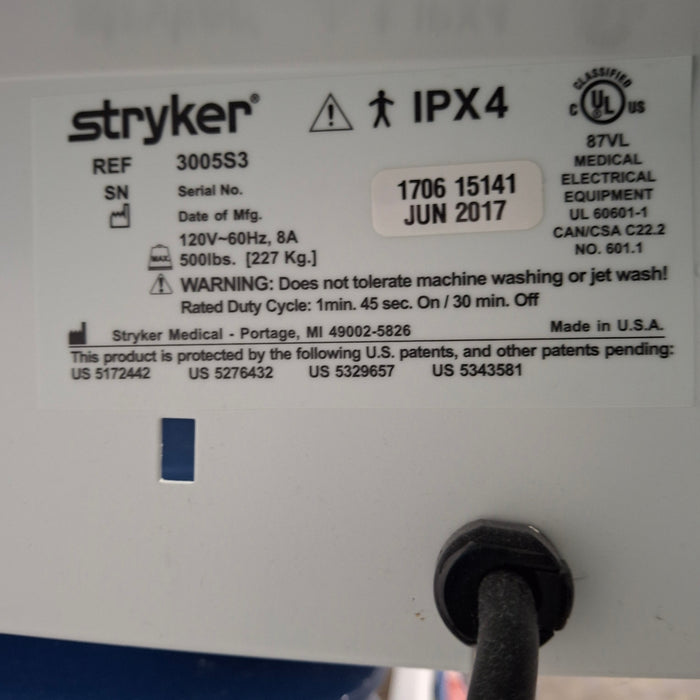 stryker®
IPX4
C UL US
CLASSIFIED
87VL
MEDICAL
ELECTRICAL
EQUIPMENT
UL 60601-1
CAN/CSA C22.2
NO. 601.1
REF 3005S3
SN Serial No. 1706 15141
Date of Mfg. JUN 2017
120V~60Hz, 8A
MAX 500lbs. [227 Kg.]
WARNING: Does not tolerate machine washing or jet wash!
Rated Duty Cycle: 1min. 45 sec. On / 30 min. Off
Stryker Medical - Portage, MI 49002-5826 Made in U.S.A.
This product is protected by the following U.S. patents, and other patents pending:
US 5172442 US 5276432 US 5329657 US 5343581